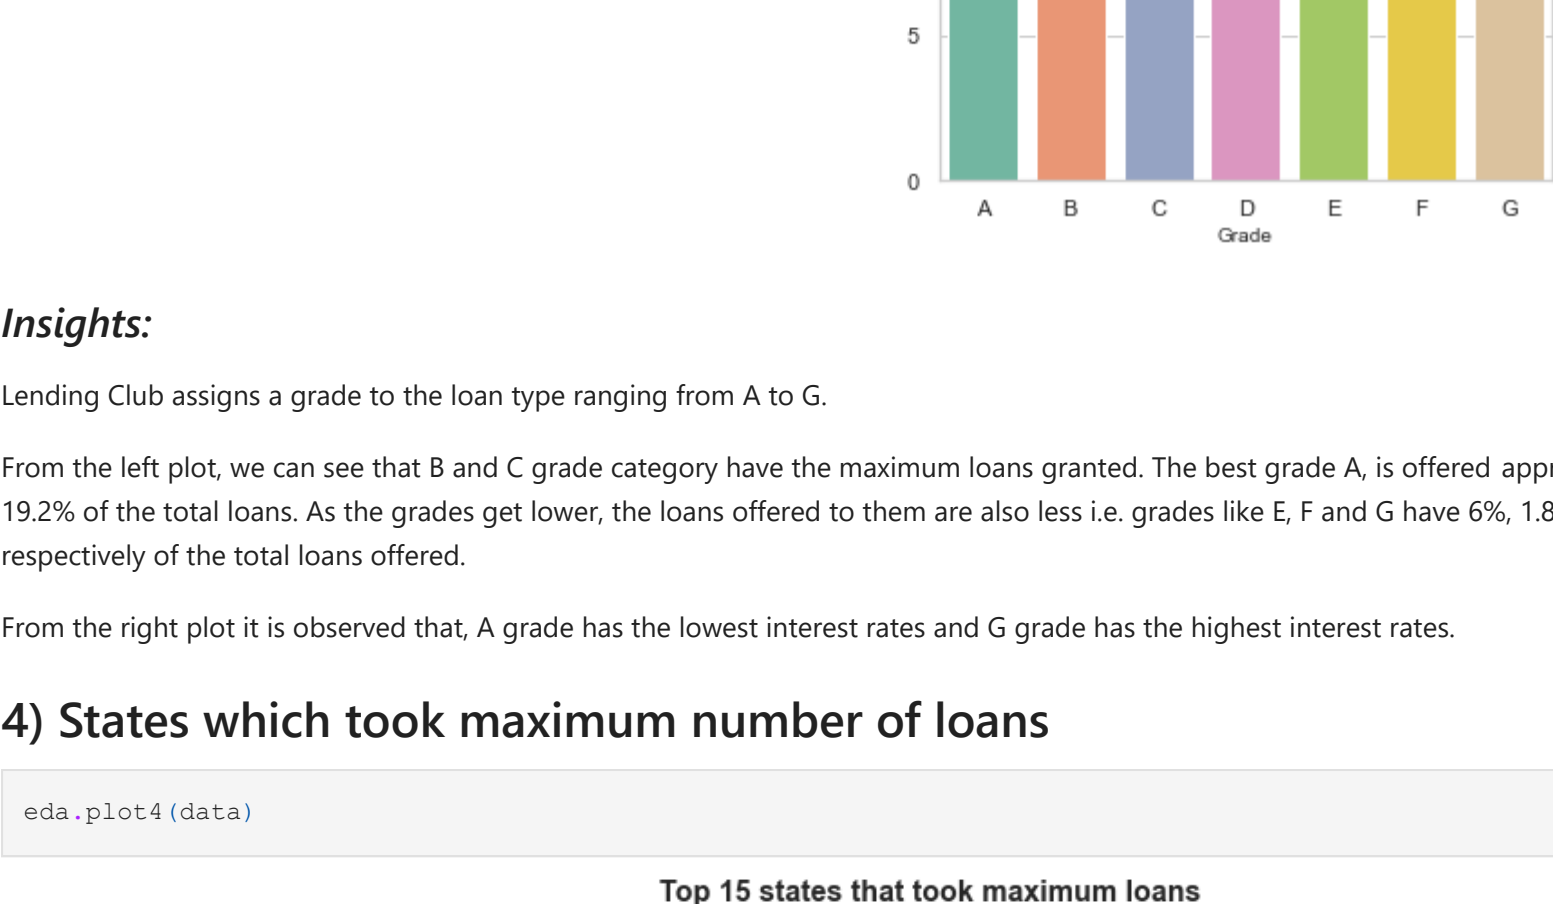 5
0
A B C D E F G
Grade
Insights:
Lending Club assigns a grade to the loan type ranging from A to G.
From the left plot, we can see that B and C grade category have the maximum loans granted. The best grade A, is offered
19.2% of the total loans. As the grades get lower, the loans offered to them are also less i.e. grades like E, F and G have 6%, 1.8
respectively of the total loans offered.
From the right plot it is observed that, A grade has the lowest interest rates and G grade has the highest interest rates.
4) States which took maximum number of loans
eda.plot4(data)
Top 15 states that took maximum loans